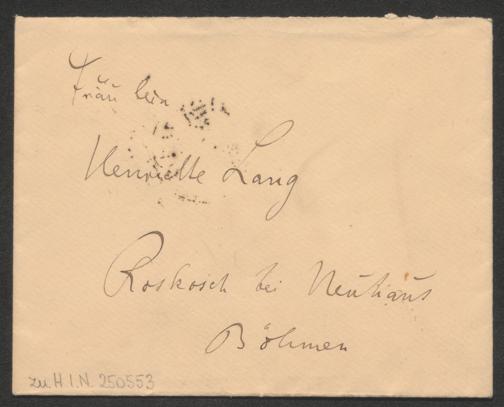 Fräulein
Henriette Lang
Roskosch bei Neuhaus
Böhmen
zu H.I.N. 250553